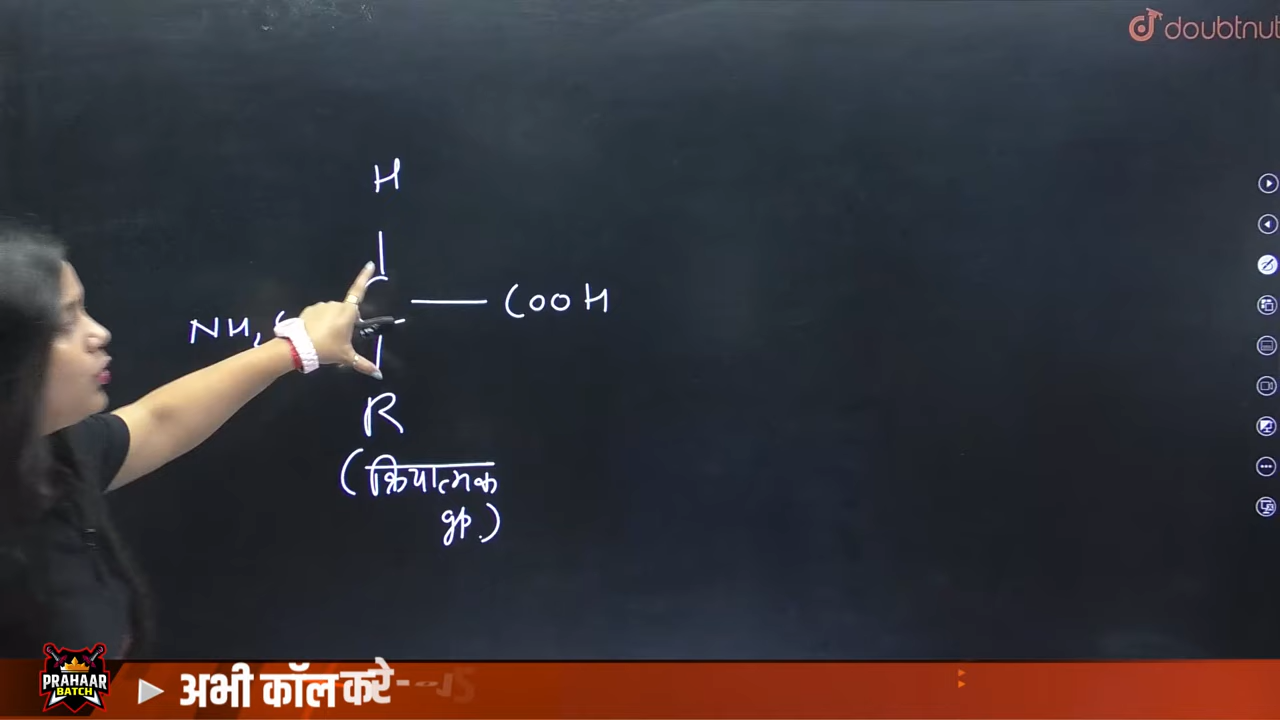 doubtnut
H
COOH
NH2
R
(क्रियात्मक
gp.)
PRAHAAR
BATCH
अभी कॉल करे-